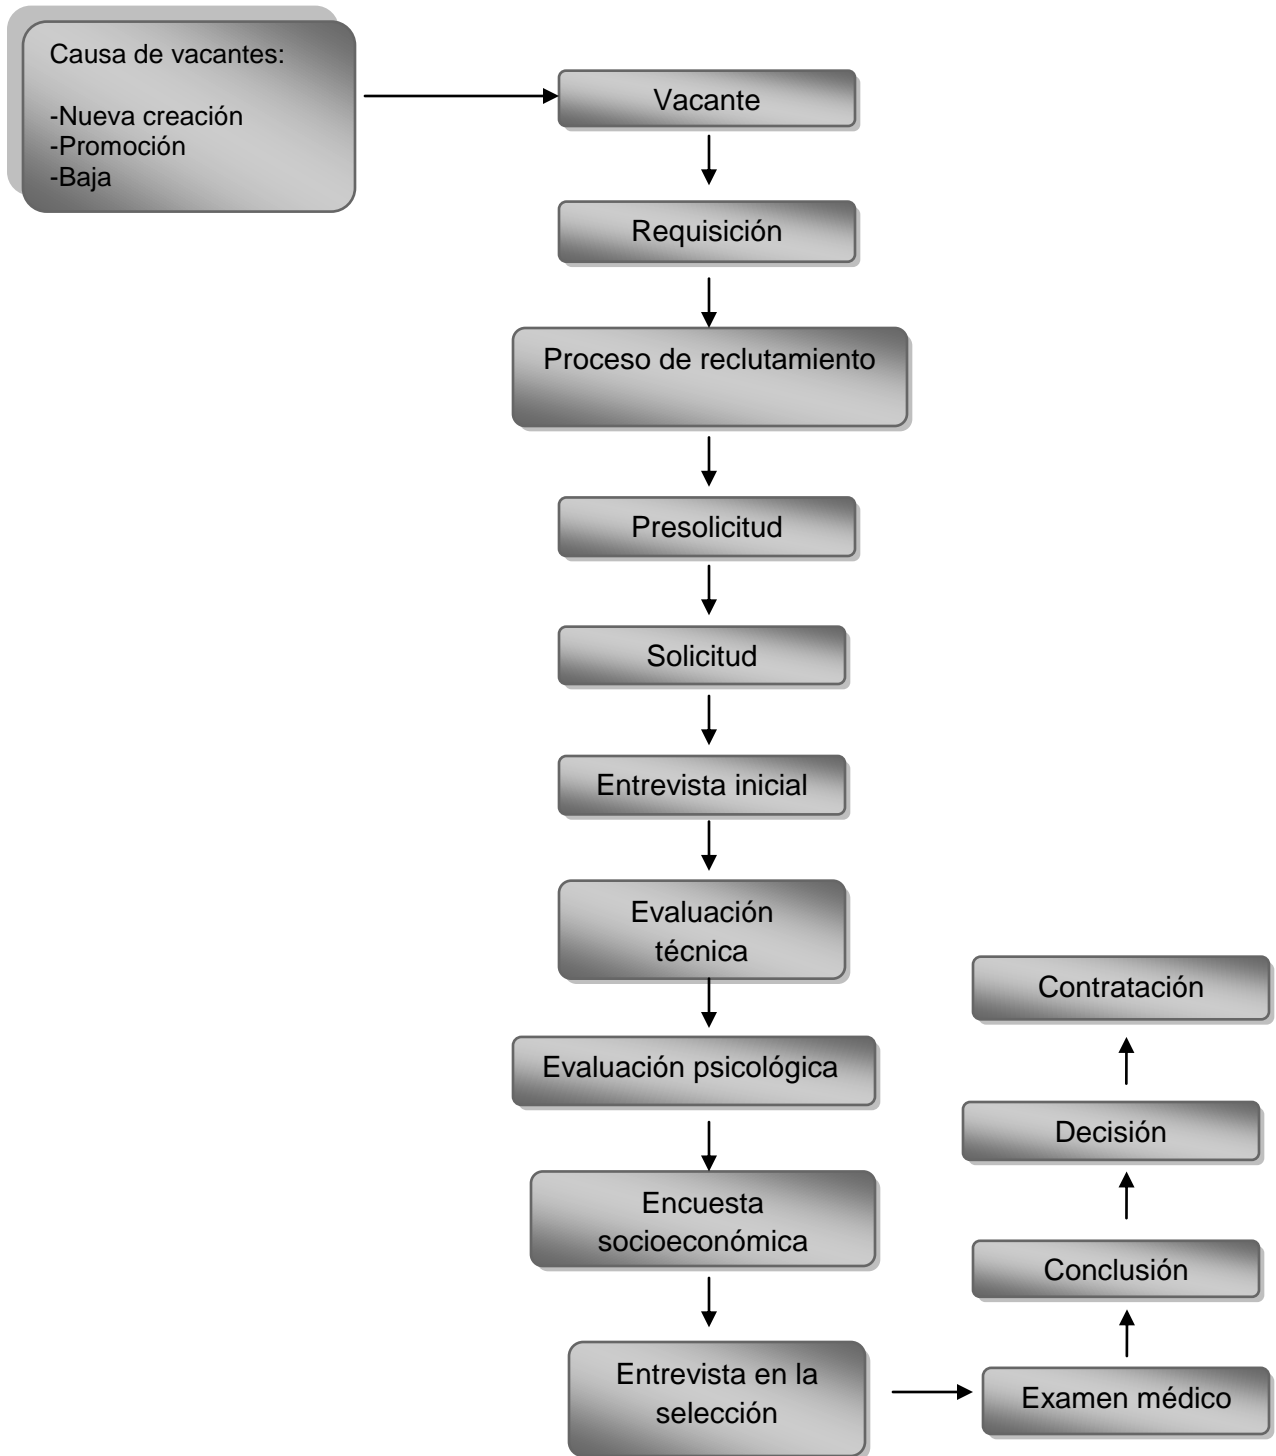 Causa de vacantes:
-Nueva creación
-Promoción
-Baja
Vacante
Requisición
Proceso de reclutamiento
Presolicitud
Solicitud
Entrevista inicial
Evaluación
técnica
Evaluación psicológica
Encuesta
socioeconómica
Entrevista en la
selección
Examen médico
Conclusión
Decisión
Contratación